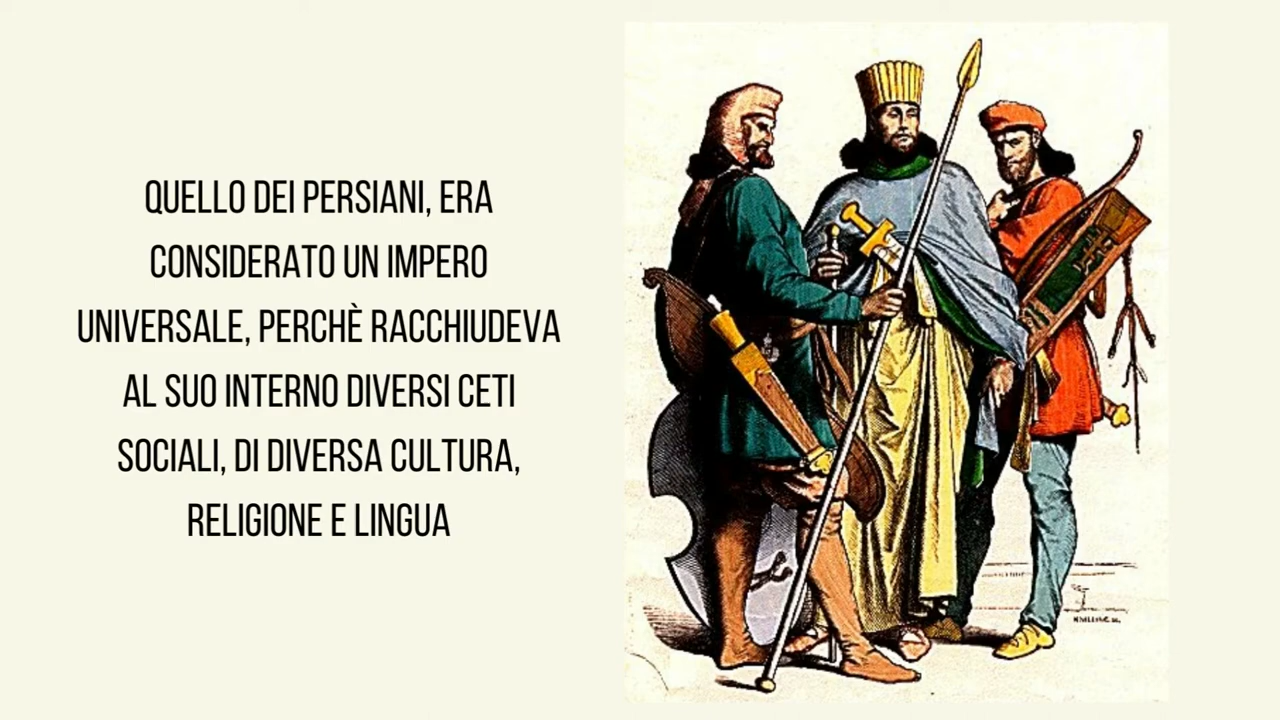 QUELLO DEI PERSIANI, ERA
CONSIDERATO UN IMPERO
UNIVERSALE, PERCHÈ RACCHIUDEVA
AL SUO INTERNO DIVERSI CETI
SOCIALI, DI DIVERSA CULTURA,
RELIGIONE E LINGUA